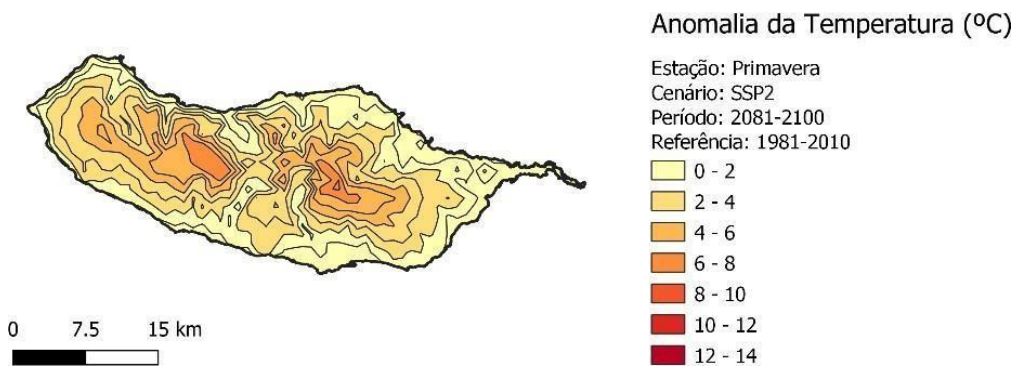 Anomalia da Temperatura (ºC)
Estação: Primavera
Cenário: SSP2
Período: 2081-2100
Referência: 1981-2010
0 - 2
2 - 4
4 - 6
6 - 8
8 - 10
10 - 12
12 - 14
0 7.5 15 km